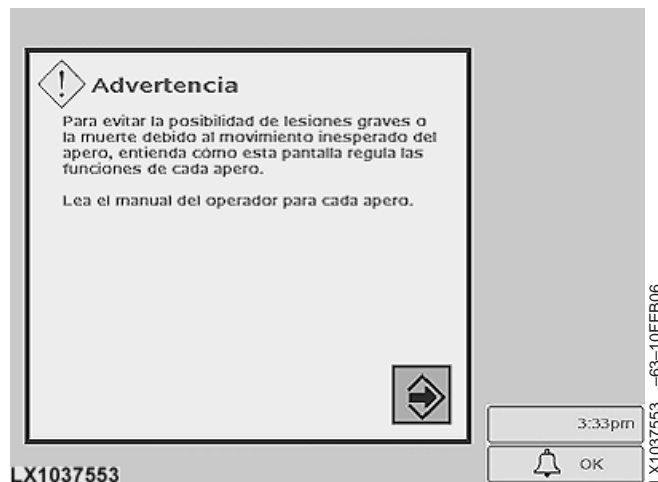 Advertencia
Para evitar la posibilidad de lesiones graves o
la muerte debido al movimiento inesperado del
apero, entienda cómo esta pantalla regula las
funciones de cada apero.
Lea el manual del operador para cada apero.
3:33pm
OK
LX1037553
LX1037553 –63–10FEB06